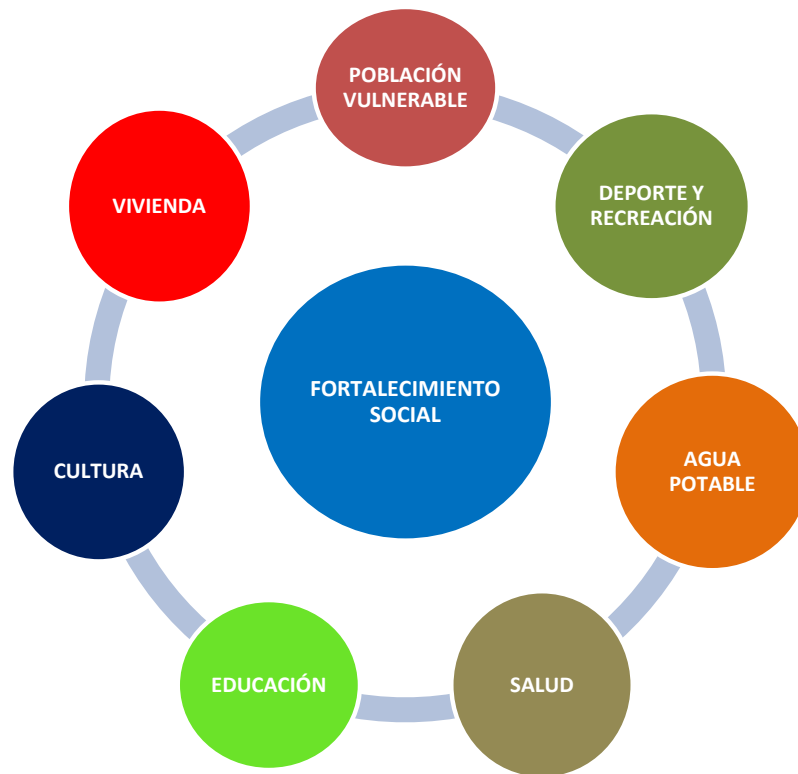 POBLACIÓN
VULNERABLE
DEPORTE Y
RECREACIÓN
AGUA
POTABLE
SALUD
EDUCACIÓN
CULTURA
VIVIENDA
FORTALECIMIENTO
SOCIAL